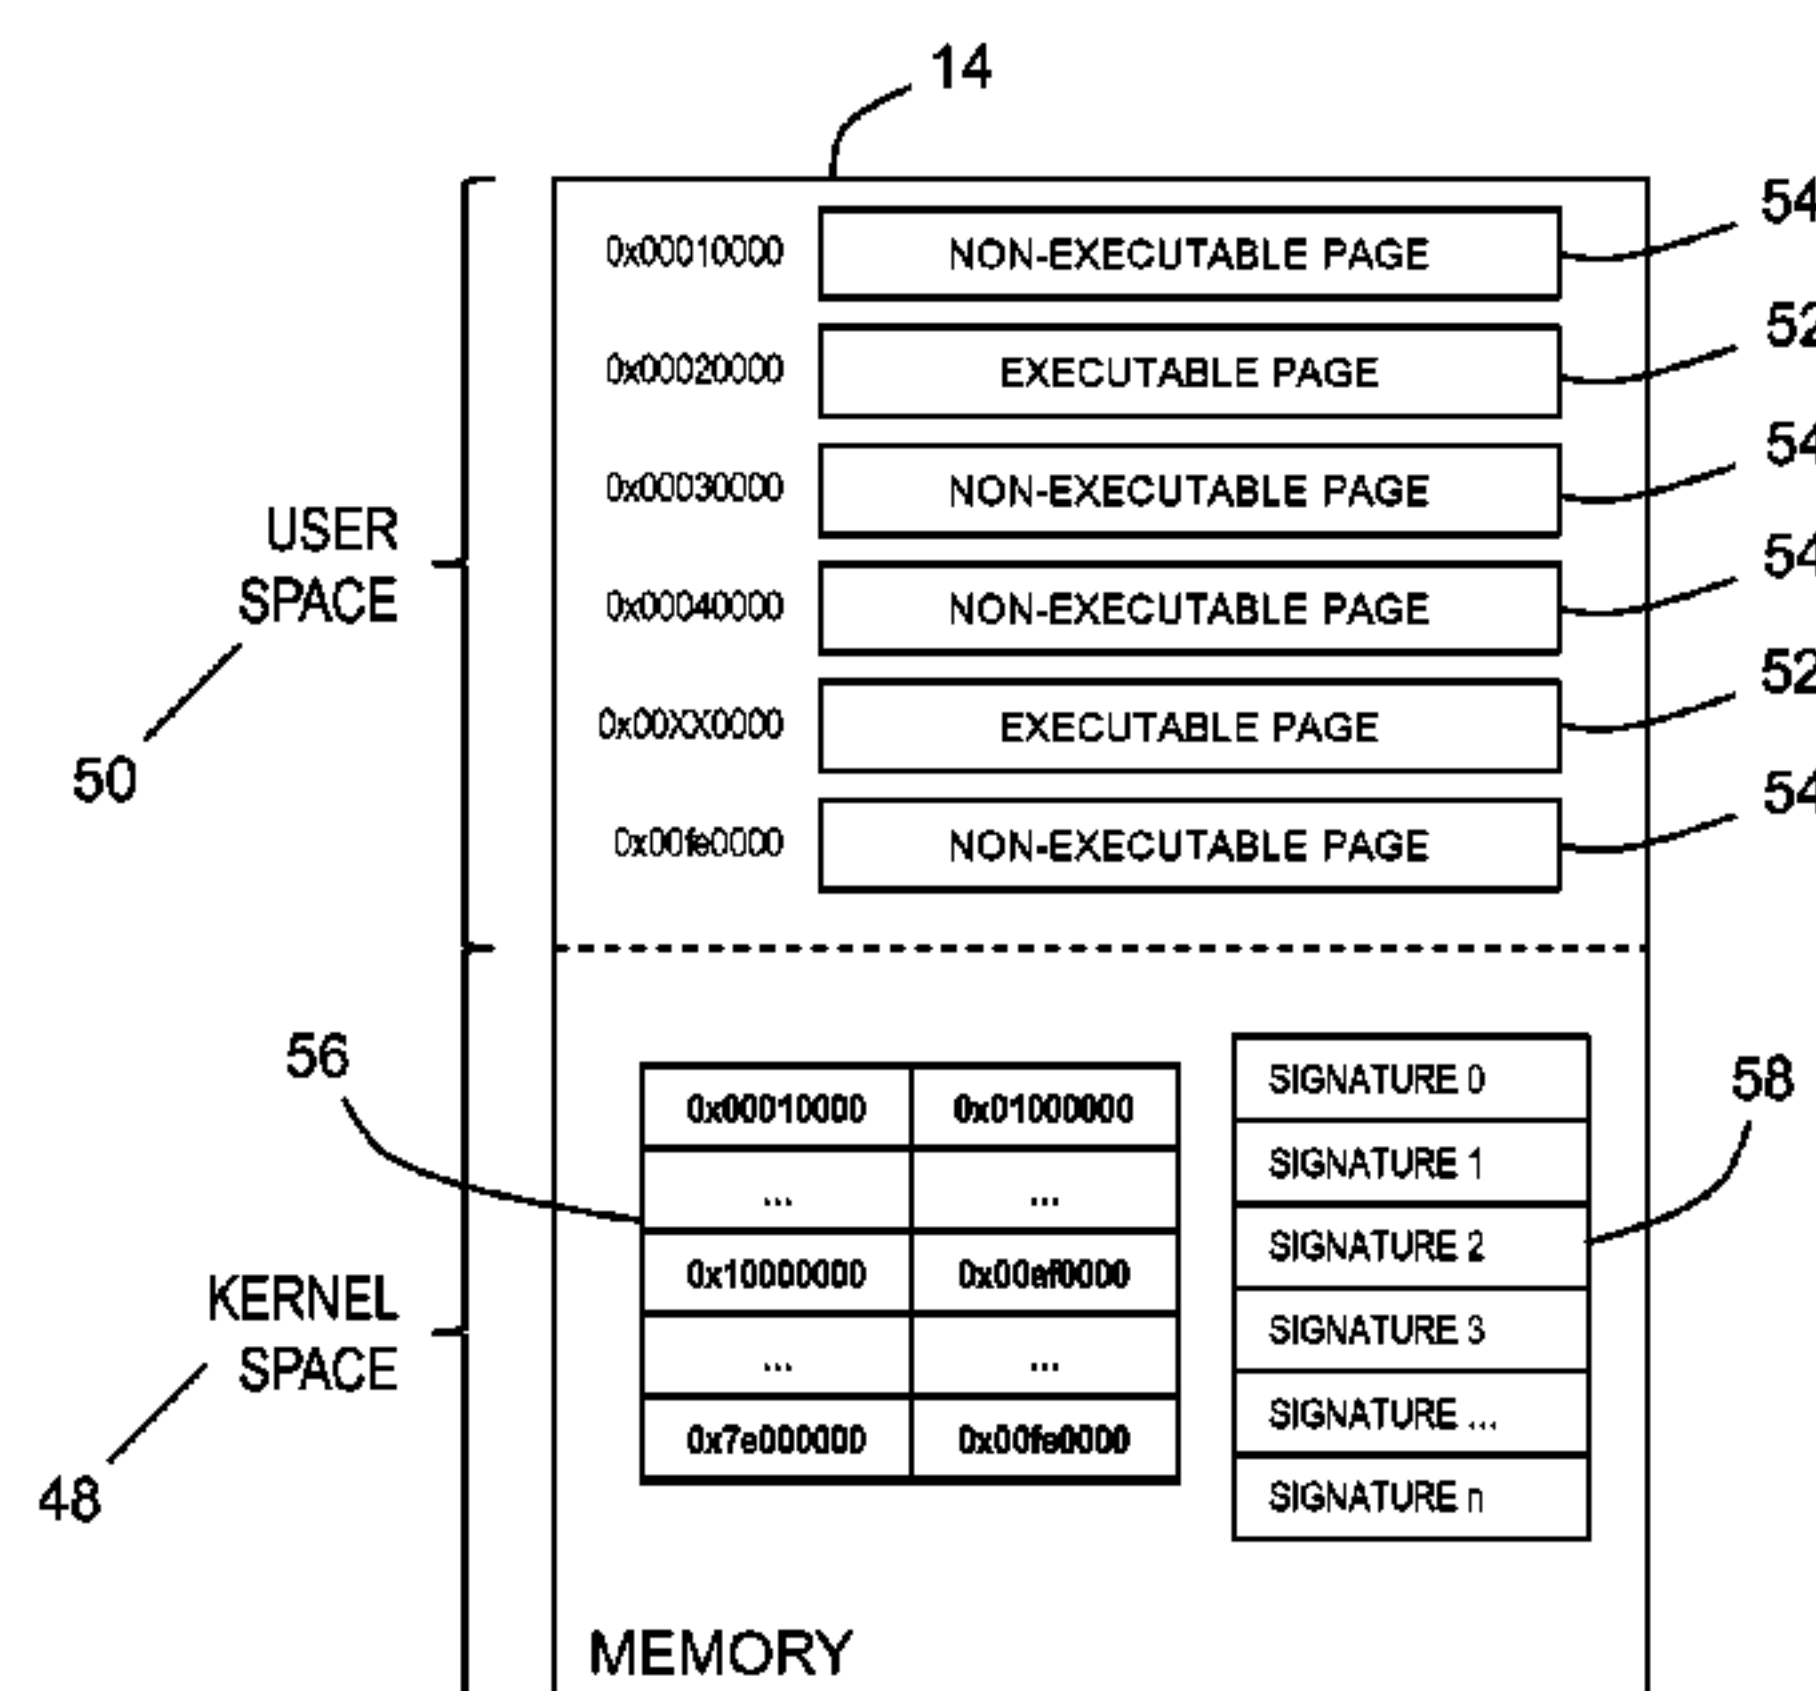 14
0x00010000 NON-EXECUTABLE PAGE 54
0x00020000 EXECUTABLE PAGE 52
0x00030000 NON-EXECUTABLE PAGE 54
USER
SPACE
50
0x00040000 NON-EXECUTABLE PAGE 54
0x00XX0000 EXECUTABLE PAGE 52
0x00fe0000 NON-EXECUTABLE PAGE 54
56
0x00010000 0x01000000
... ...
0x10000000 0x00af0000
... ...
0x7e000000 0x00fe0000
SIGNATURE 0
SIGNATURE 1
SIGNATURE 2
SIGNATURE 3
SIGNATURE ...
SIGNATURE n
58
KERNEL
SPACE
48
MEMORY